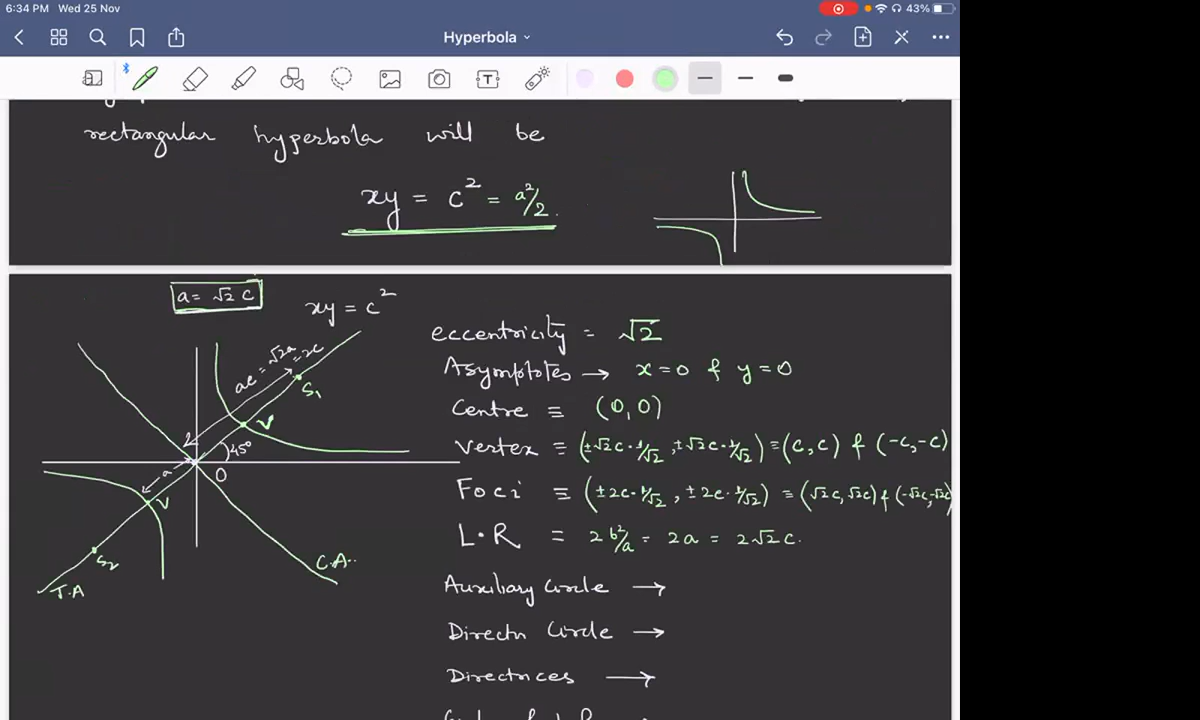 6:34 PM Wed 25 Nov
43%
Hyperbola
rectangular hyperbola will be
xy = c² = a²/2.
a = √2 c
xy = c²
ae = √2a = 2c
S₁
V
45°
O
a
V
S₂
T.A
C.A.
eccentricity = √2
Asymptotes → x=0 & y=0
Centre ≡ (0,0)
Vertex ≡ (±√2c·1/√2, ±√2c·1/√2) ≡ (c, c) & (-c, -c)
Foci ≡ (±2c·1/√2, ±2c·1/√2) ≡ (√2c, √2c) & (-√2c, -√2c)
L.R = 2b²/a = 2a = 2√2c.
Auxiliary Circle →
Directn Circle →
Directrices →